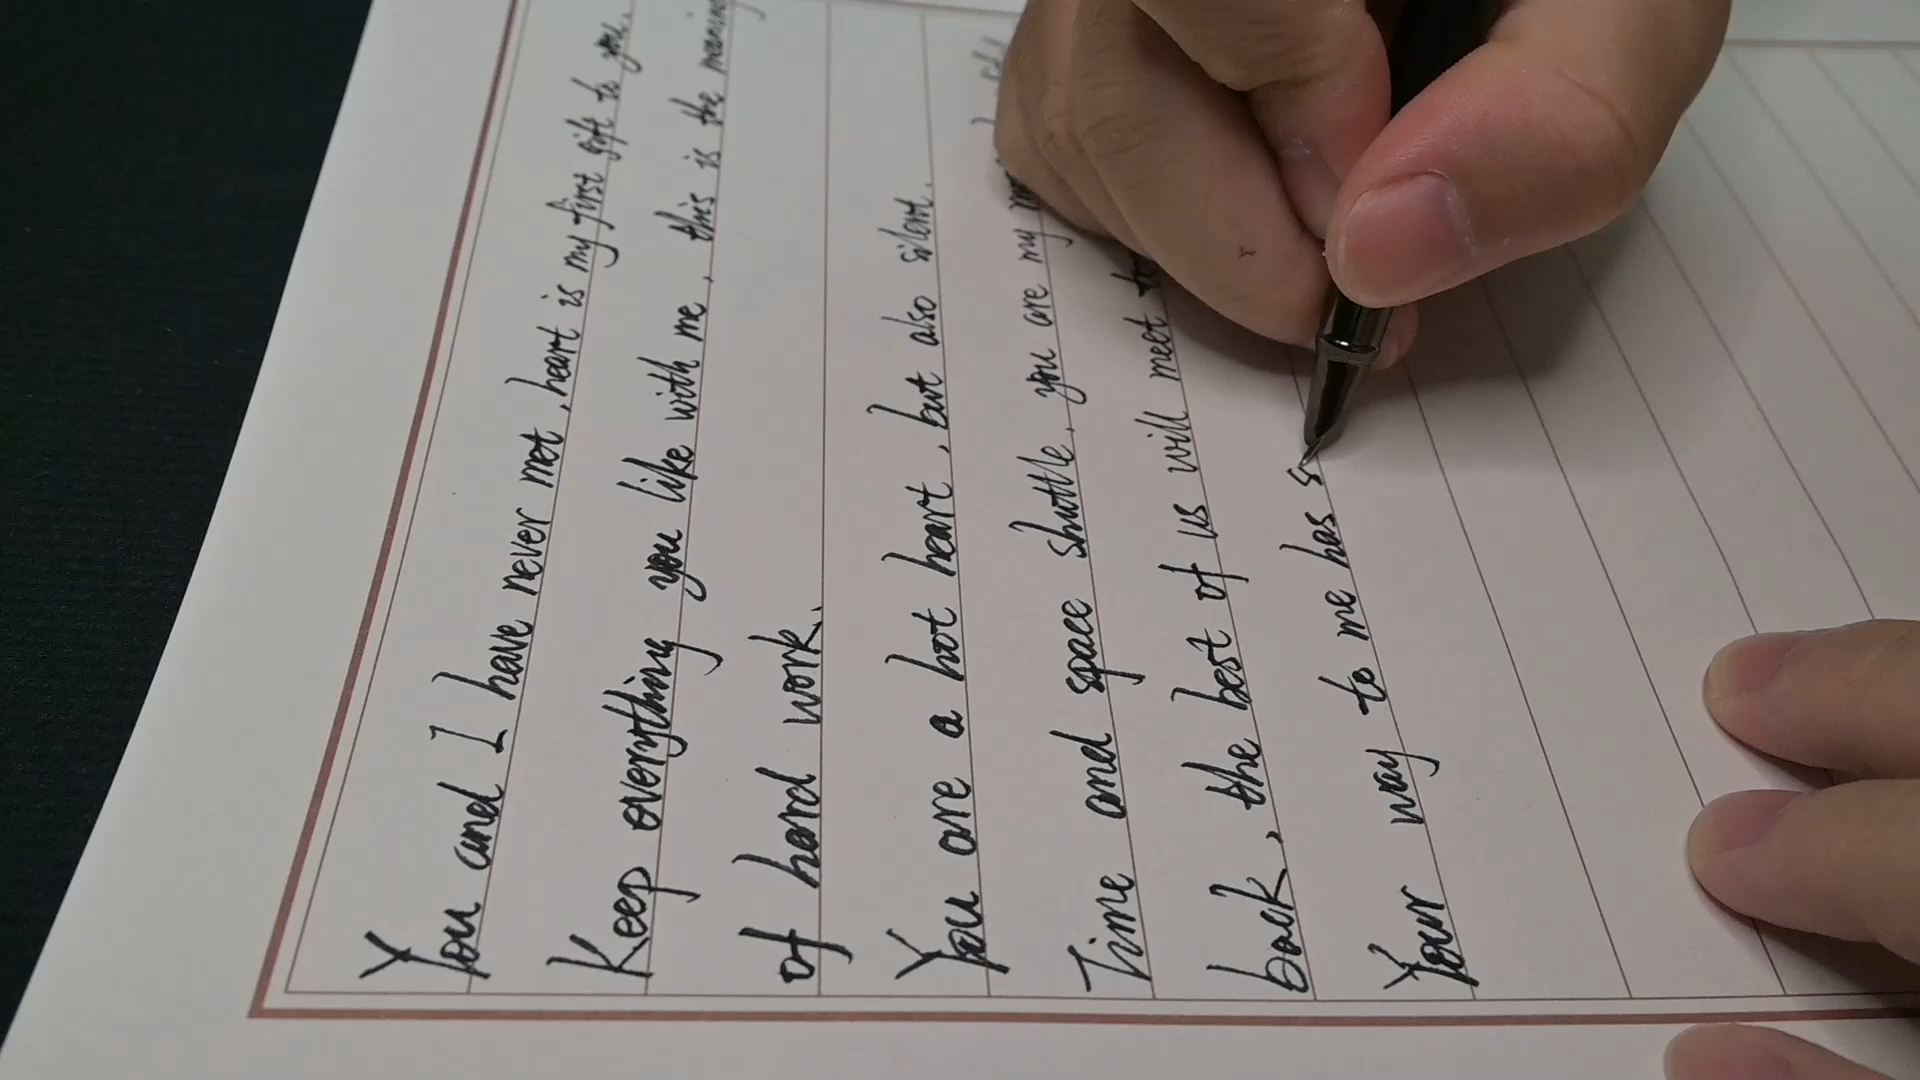 You and I have never met, heart is my first gift to you.
Keep everything you like with me, this is the meaning
of hard work.
You are a hot heart, but also silent.
Time and space shuttle, you are my
back, the best of us will meet
Your way to me has s